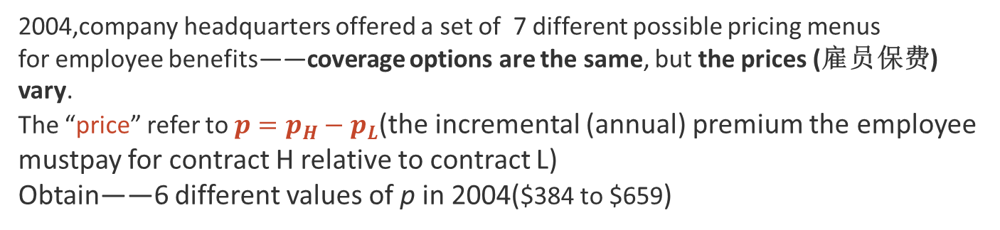 2004,company headquarters offered a set of 7 different possible pricing menus
for employee benefits——coverage options are the same, but the prices (雇员保费)
vary.
The “price” refer to p = p_H − p_L(the incremental (annual) premium the employee
mustpay for contract H relative to contract L)
Obtain——6 different values of p in 2004($384 to $659)